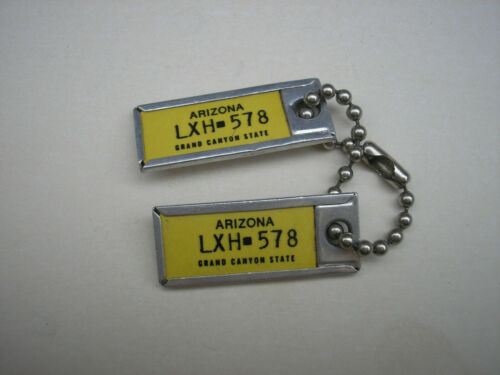 ARIZONA
LXH-578
GRAND CANYON STATE
ARIZONA
LXH-578
GRAND CANYON STATE